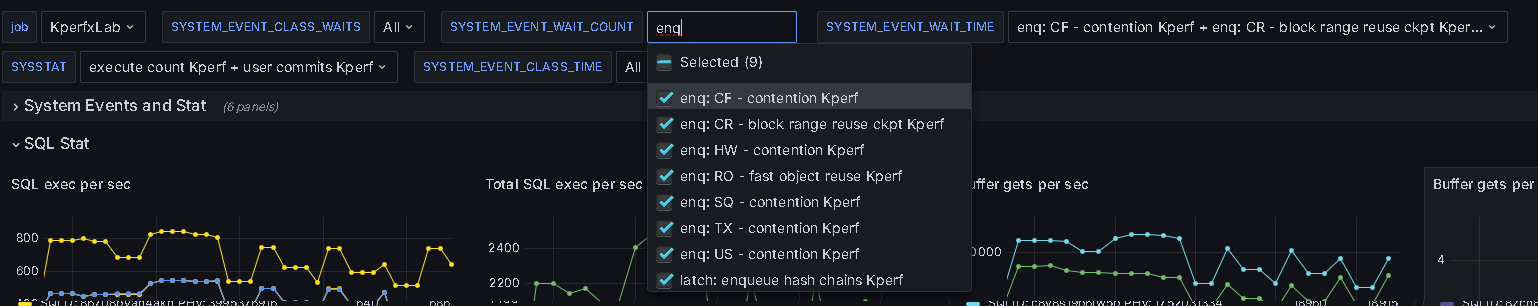 job KperfxLab SYSTEM_EVENT_CLASS_WAITS All SYSTEM_EVENT_WAIT_COUNT enq SYSTEM_EVENT_WAIT_TIME enq: CF - contention Kperf + enq: CR - block range reuse ckpt Kper...
SYSSTAT execute count Kperf + user commits Kperf SYSTEM_EVENT_CLASS_TIME All
Selected (9)
enq: CF - contention Kperf
enq: CR - block range reuse ckpt Kperf
enq: HW - contention Kperf
enq: RO - fast object reuse Kperf
enq: SQ - contention Kperf
enq: TX - contention Kperf
enq: US - contention Kperf
latch: enqueue hash chains Kperf
System Events and Stat (6 panels)
SQL Stat
SQL exec per sec
800
600
Total SQL exec per sec
2400
2200
uffer gets per sec
0000
Buffer gets per
4